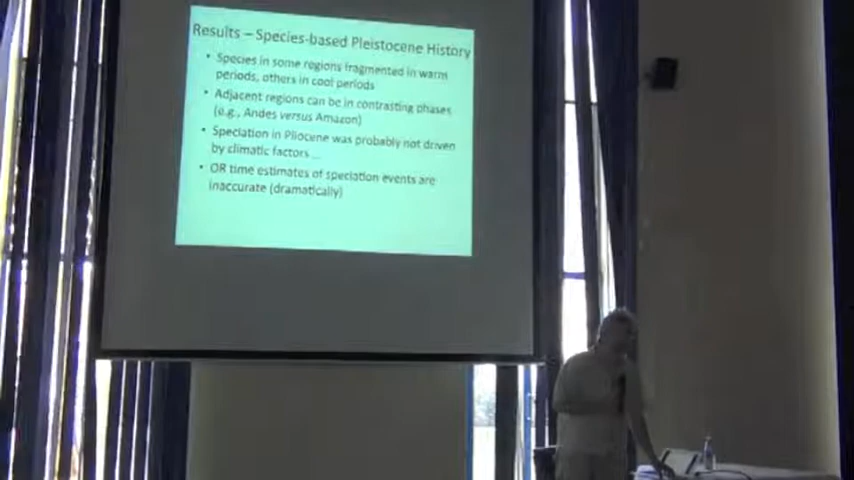 Results – Species-based Pleistocene History
• Species in some regions fragmented in warm
periods, others in cool periods
• Adjacent regions can be in contrasting phases
(e.g., Andes versus Amazon)
• Speciation in Pliocene was probably not driven
by climatic factors …
• OR time estimates of speciation events are
inaccurate (dramatically)